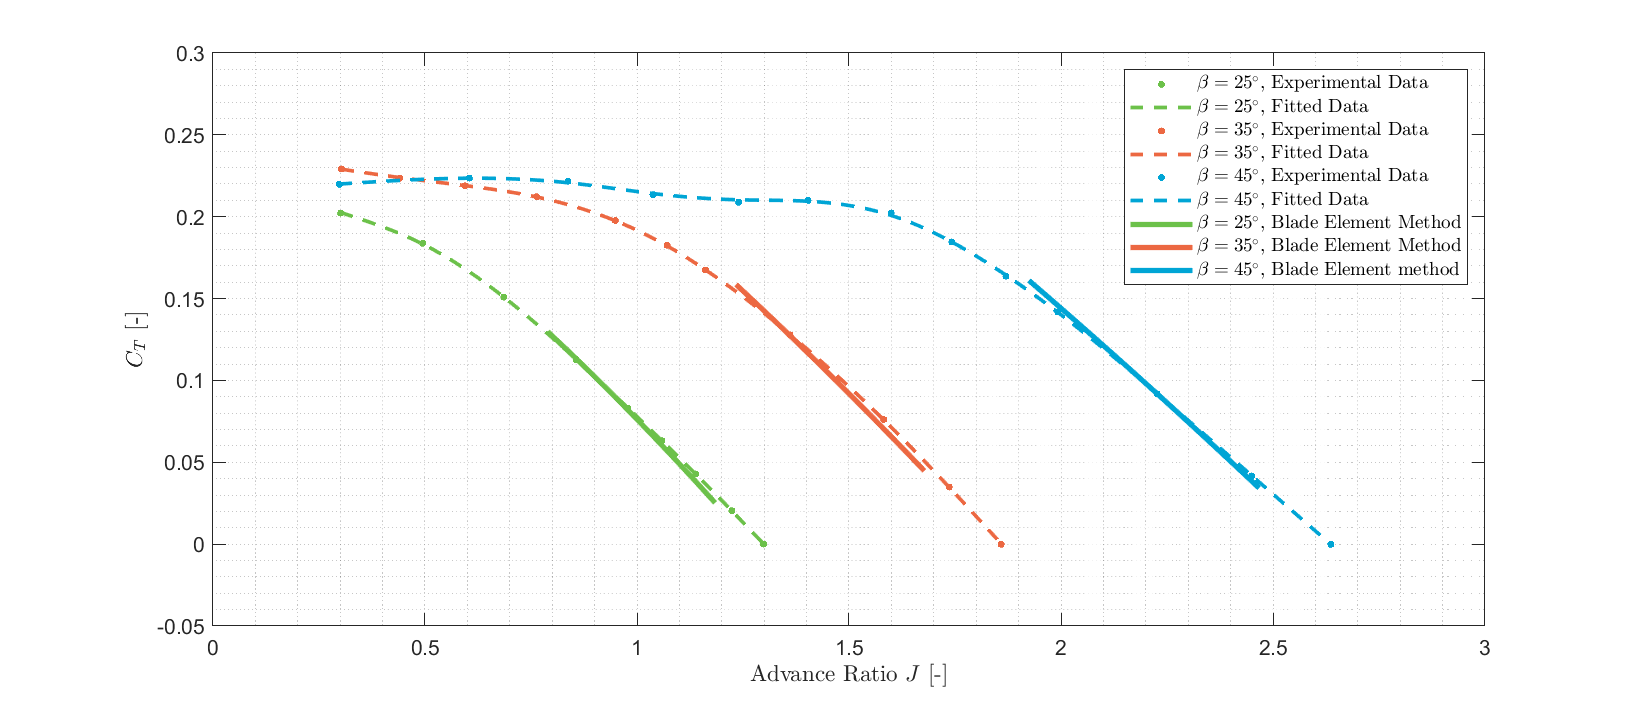 0.3
0.25
0.2
0.15
0.1
0.05
0
-0.05
C_T [-]
0 0.5 1 1.5 2 2.5 3
Advance Ratio J [-]
β = 25°, Experimental Data
β = 25°, Fitted Data
β = 35°, Experimental Data
β = 35°, Fitted Data
β = 45°, Experimental Data
β = 45°, Fitted Data
β = 25°, Blade Element Method
β = 35°, Blade Element Method
β = 45°, Blade Element method